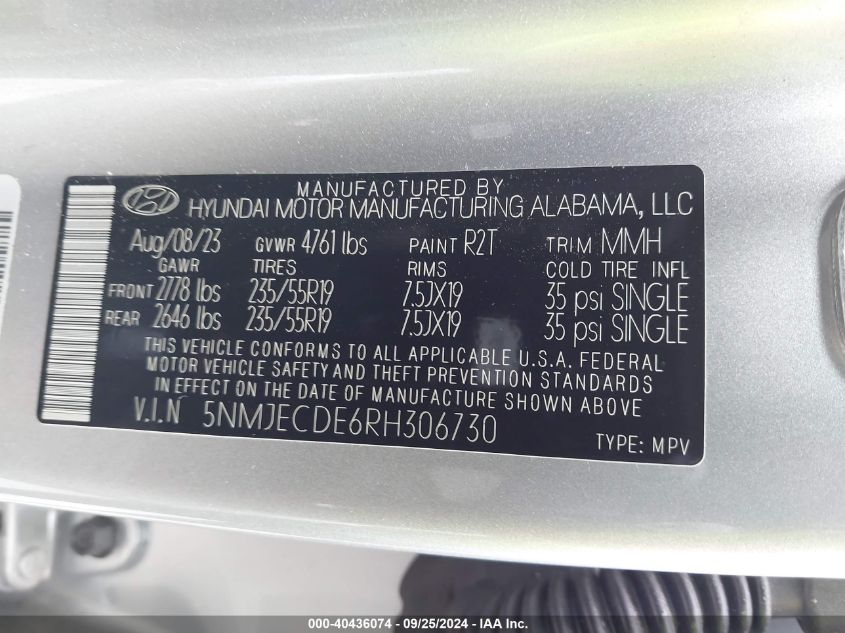 MANUFACTURED BY
HYUNDAI MOTOR MANUFACTURING ALABAMA, LLC
Aug/08/23 GVWR 4761 lbs PAINT R2T TRIM MMH
GAWR TIRES RIMS COLD TIRE INFL
FRONT 2778 lbs 235/55R19 7.5JX19 35 psi SINGLE
REAR 2646 lbs 235/55R19 7.5JX19 35 psi SINGLE
THIS VEHICLE CONFORMS TO ALL APPLICABLE U.S.A. FEDERAL
MOTOR VEHICLE SAFETY AND THEFT PREVENTION STANDARDS
IN EFFECT ON THE DATE OF MANUFACTURE SHOWN ABOVE
V.I.N 5NMJECDE6RH306730
TYPE: MPV
000-40436074 - 09/25/2024 - IAA Inc.